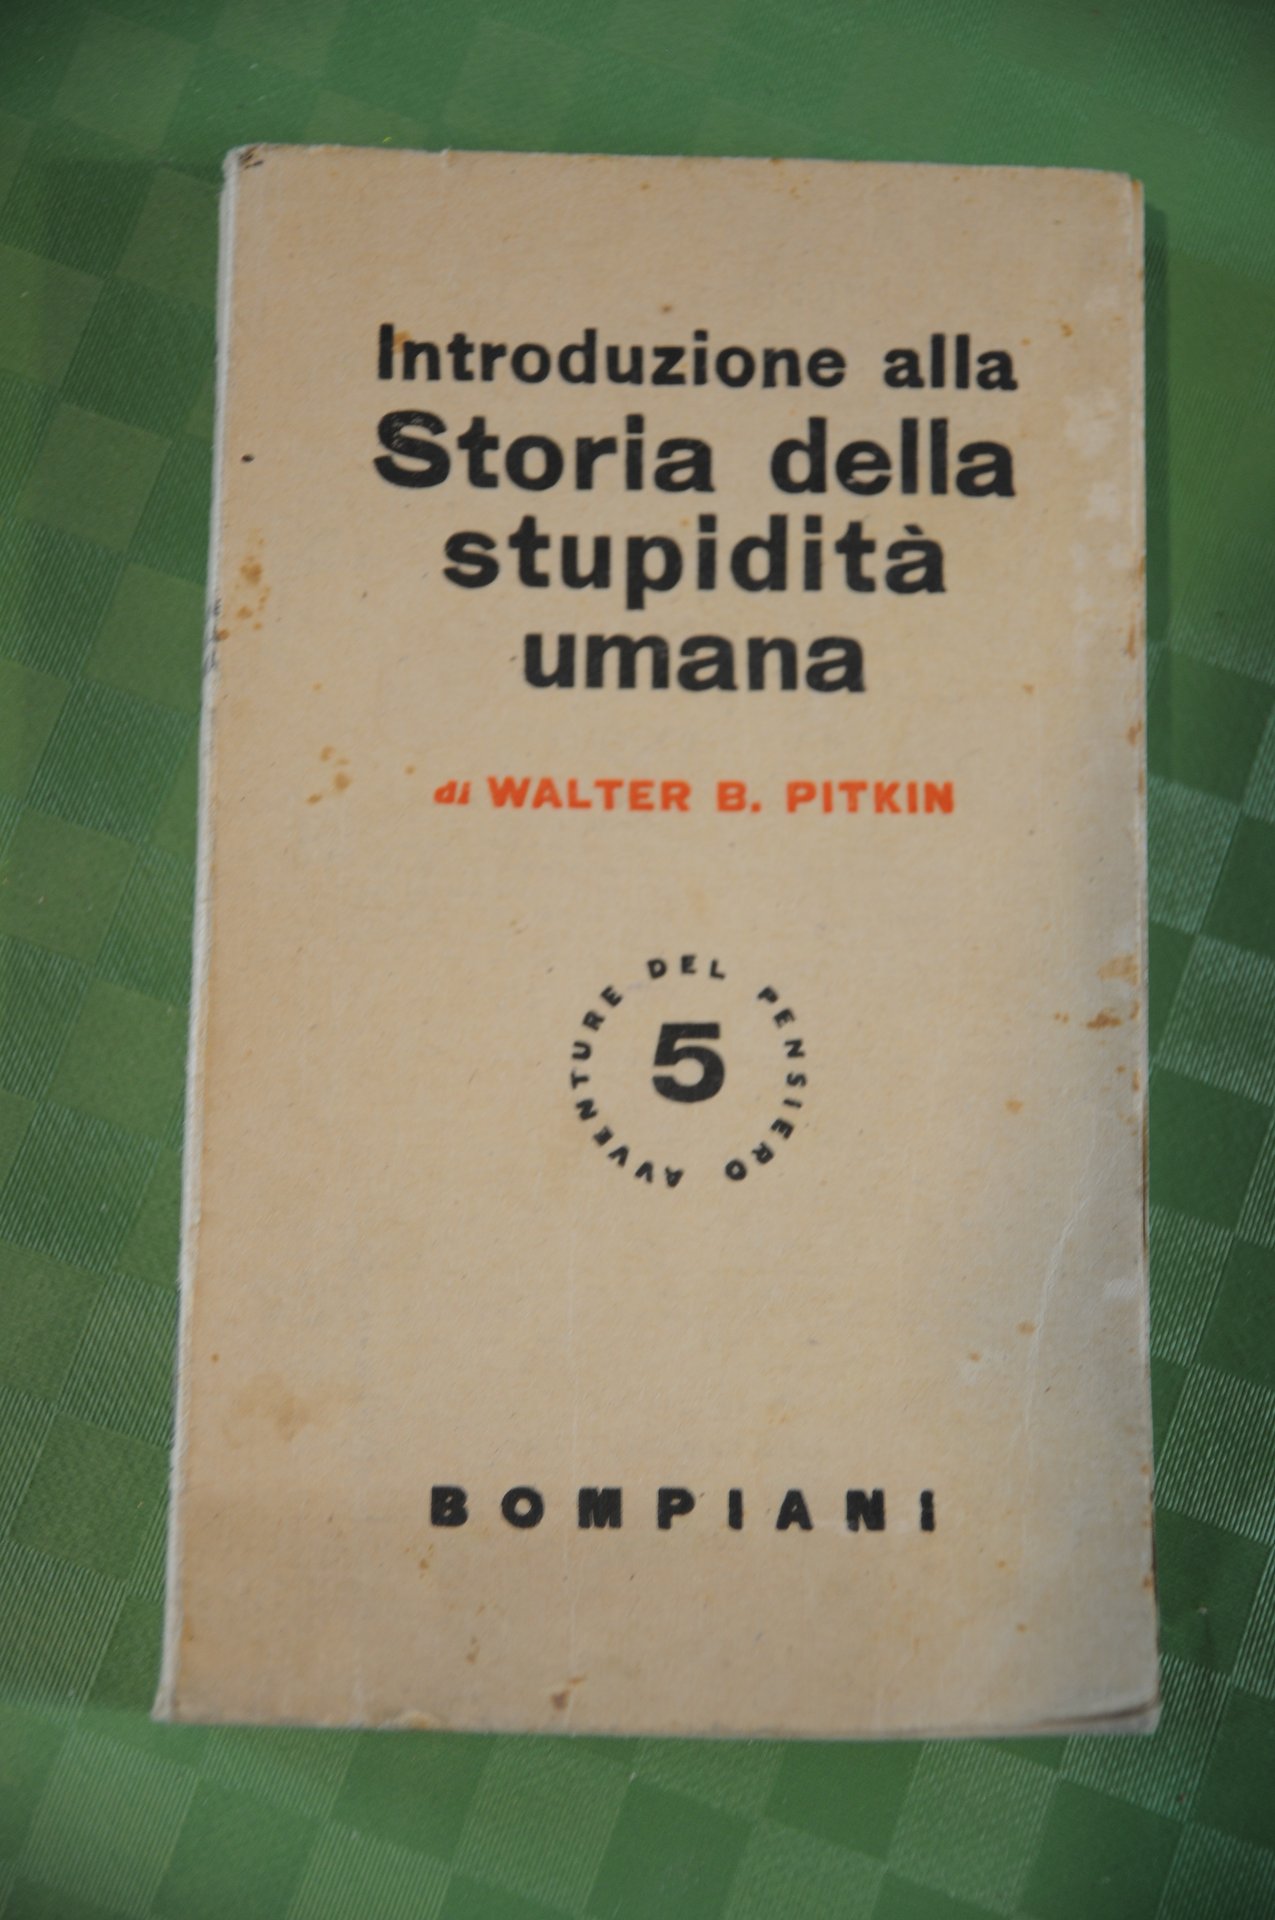 Introduzione alla
Storia della
stupidità
umana
di WALTER B. PITKIN
AVVENTURE DEL PENSIERO
5
BOMPIANI